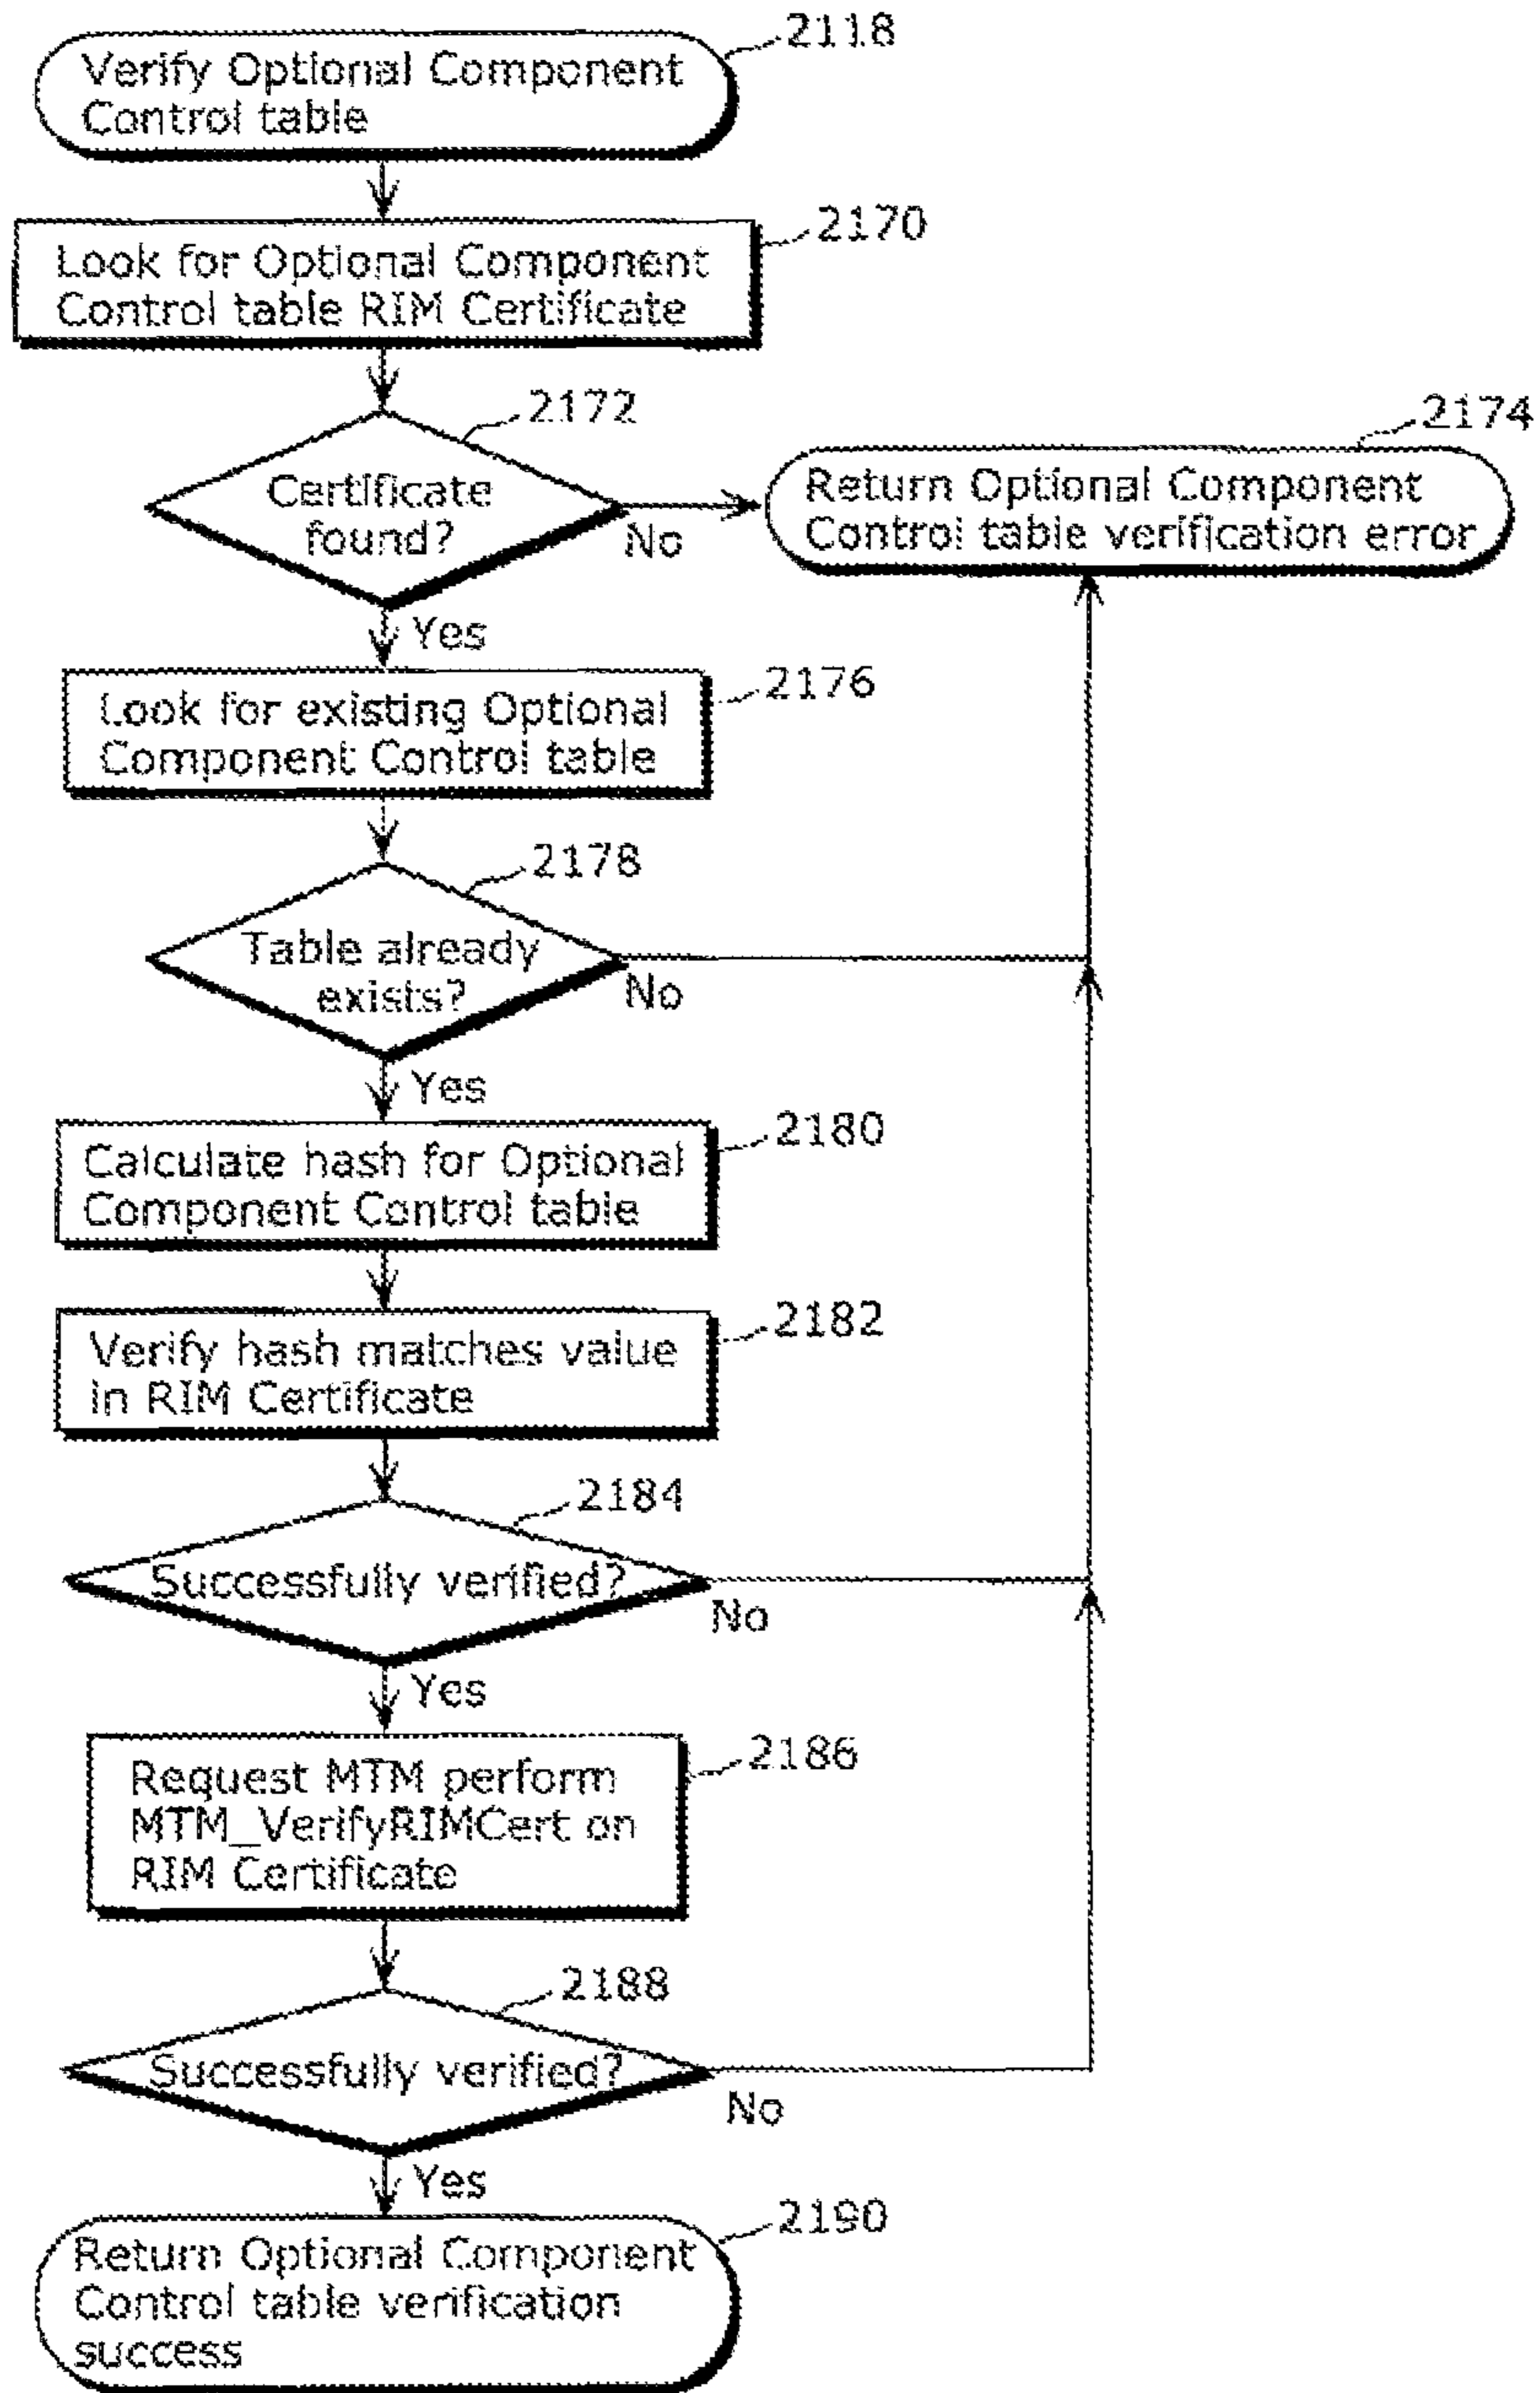 2118
Verify Optional Component
Control table
2170
Look for Optional Component
Control table RIM Certificate
2172
Certificate
found?
No
2174
Return Optional Component
Control table verification error
Yes
2176
Look for existing Optional
Component Control table
2178
Table already
exists?
No
Yes
2180
Calculate hash for Optional
Component Control table
2182
Verify hash matches value
in RIM Certificate
2184
Successfully verified?
No
Yes
2186
Request MTM perform
MTM_VerifyRIMCert on
RIM Certificate
2188
Successfully verified?
No
Yes
2190
Return Optional Component
Control table verification
success